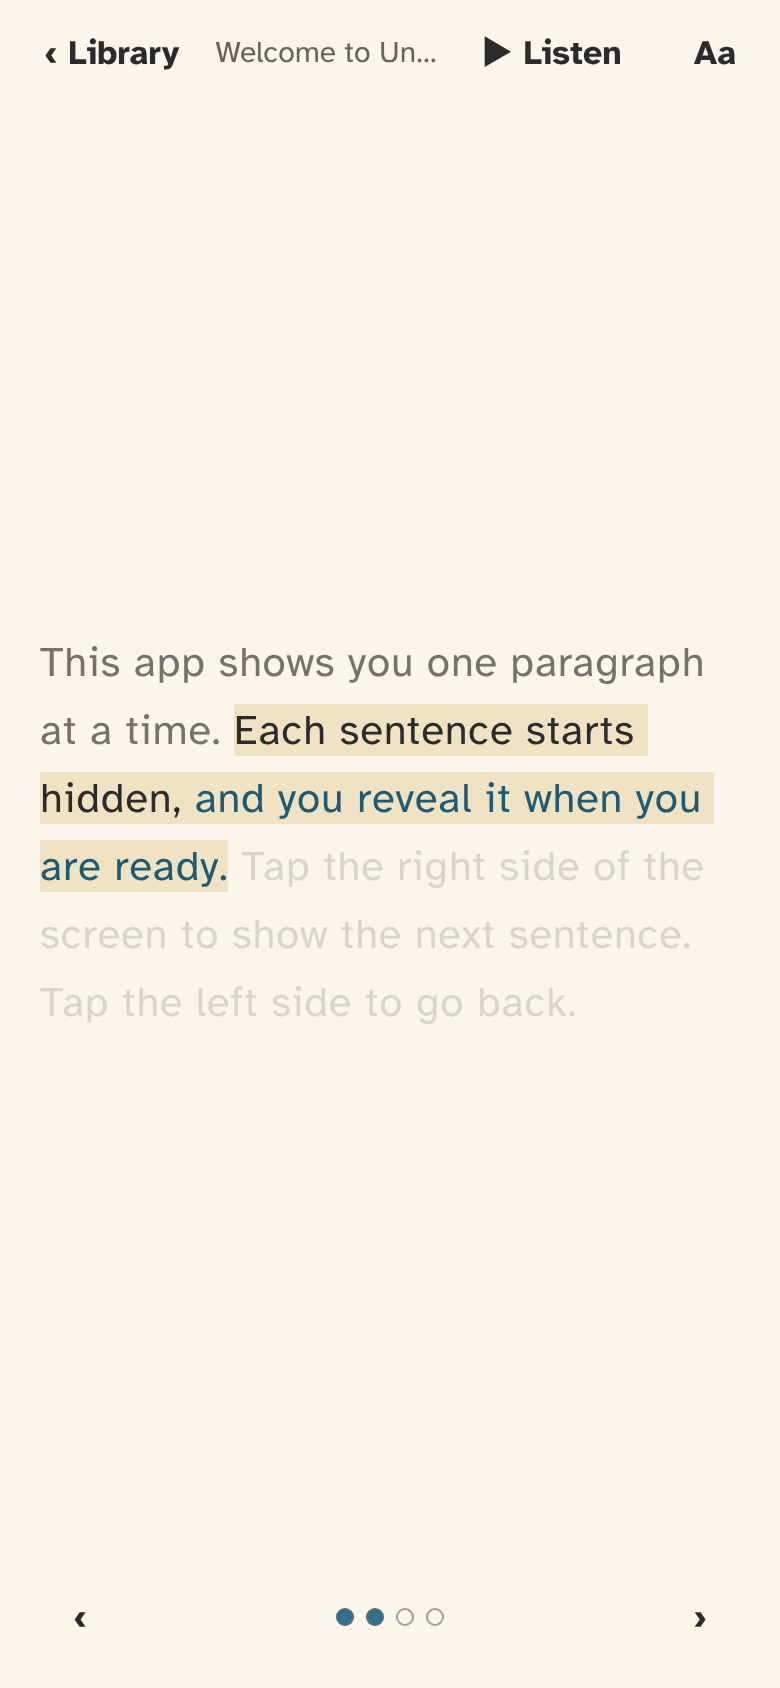 ‹ Library Welcome to Un... ▶ Listen Aa
This app shows you one paragraph
at a time. Each sentence starts
hidden, and you reveal it when you
are ready. Tap the right side of the
screen to show the next sentence.
Tap the left side to go back.
‹ ›